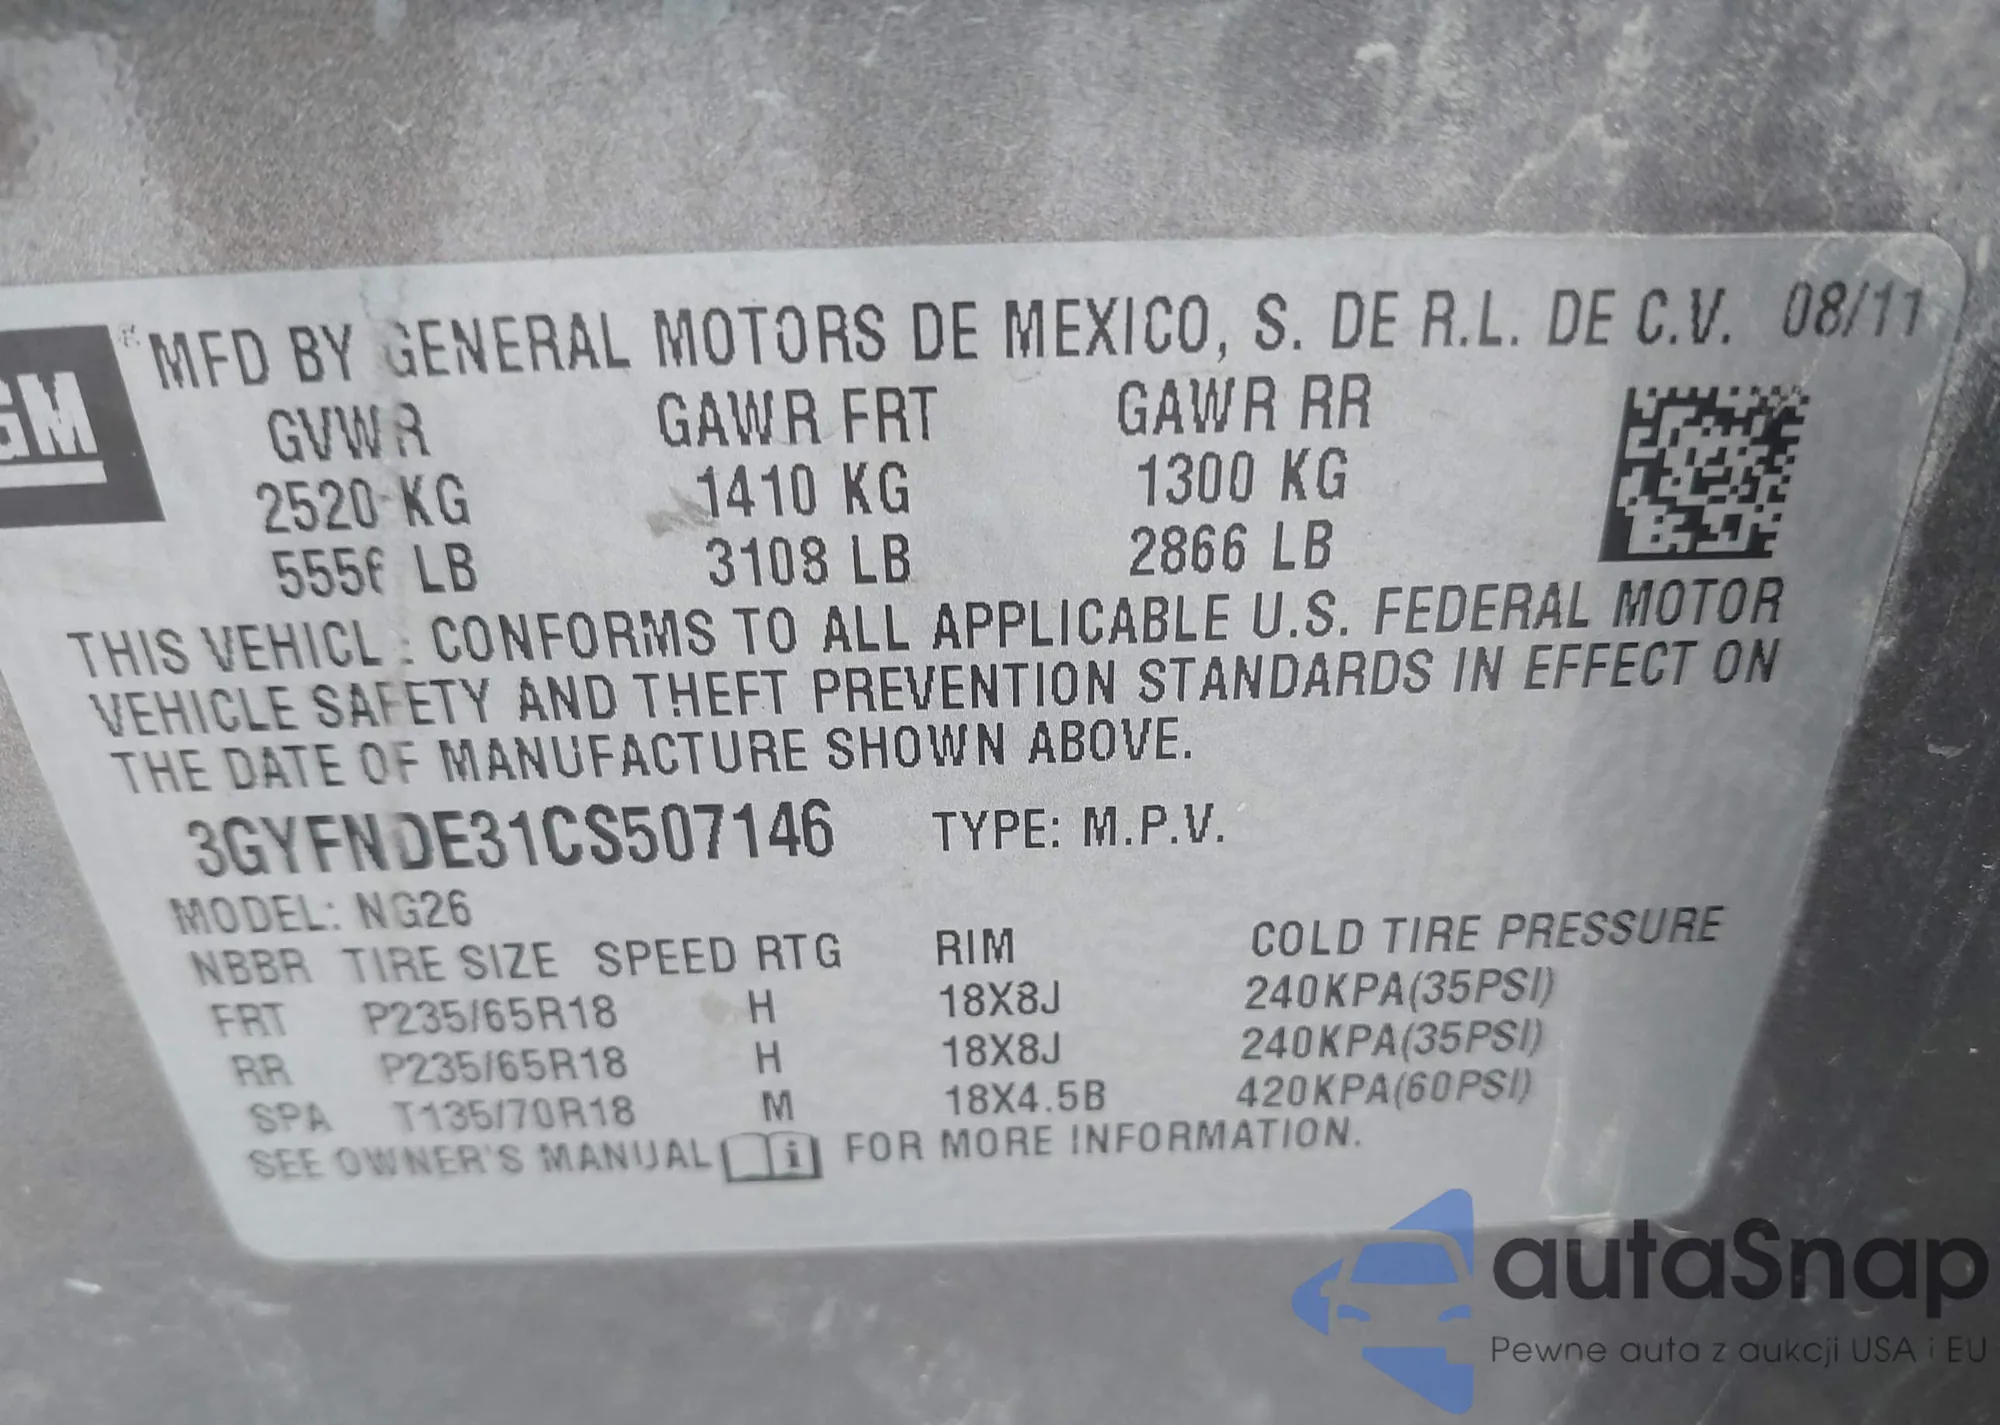 GM
MFD BY GENERAL MOTORS DE MEXICO, S. DE R.L. DE C.V. 08/11
GVWR GAWR FRT GAWR RR
2520 KG 1410 KG 1300 KG
5556 LB 3108 LB 2866 LB
THIS VEHICLE CONFORMS TO ALL APPLICABLE U.S. FEDERAL MOTOR
VEHICLE SAFETY AND THEFT PREVENTION STANDARDS IN EFFECT ON
THE DATE OF MANUFACTURE SHOWN ABOVE.
3GYFNDE31CS507146 TYPE: M.P.V.
MODEL: NG26
NBBR TIRE SIZE SPEED RTG RIM COLD TIRE PRESSURE
FRT P235/65R18 H 18X8J 240KPA(35PSI)
RR P235/65R18 H 18X8J 240KPA(35PSI)
SPA T135/70R18 M 18X4.5B 420KPA(60PSI)
SEE OWNER'S MANUAL i FOR MORE INFORMATION.
autaSnap
Pewne auta z aukcji USA i EU